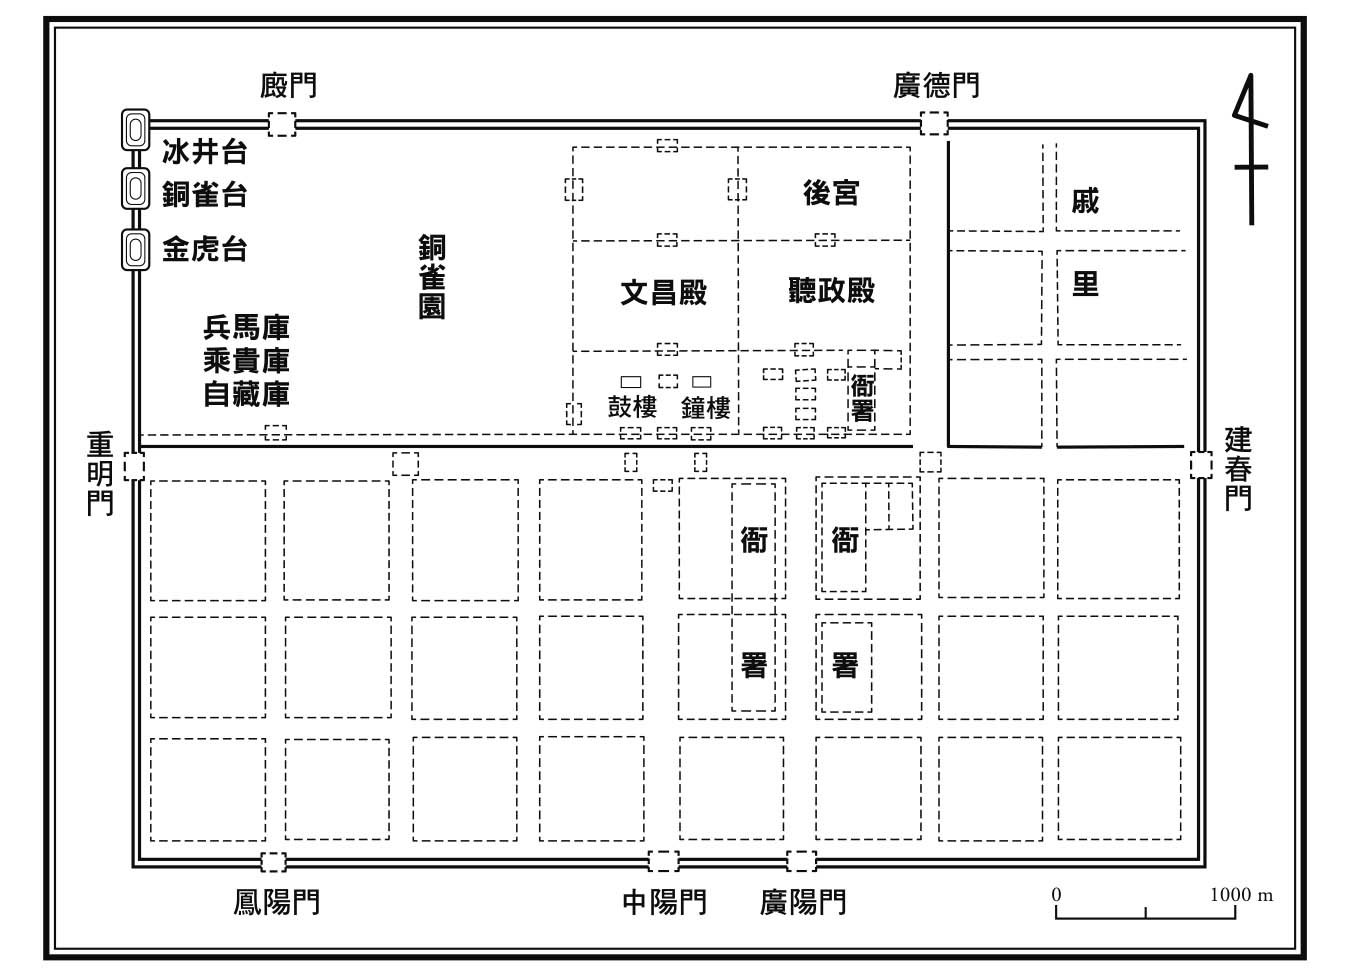 廄門
廣德門
冰井台
銅雀台
金虎台
銅雀園
兵馬庫
乘貴庫
自藏庫
後宮
文昌殿
聽政殿
戚
里
鼓樓
鐘樓
衙署
重明門
建春門
衙
署
衙
署
鳳陽門
中陽門
廣陽門
0
1000 m